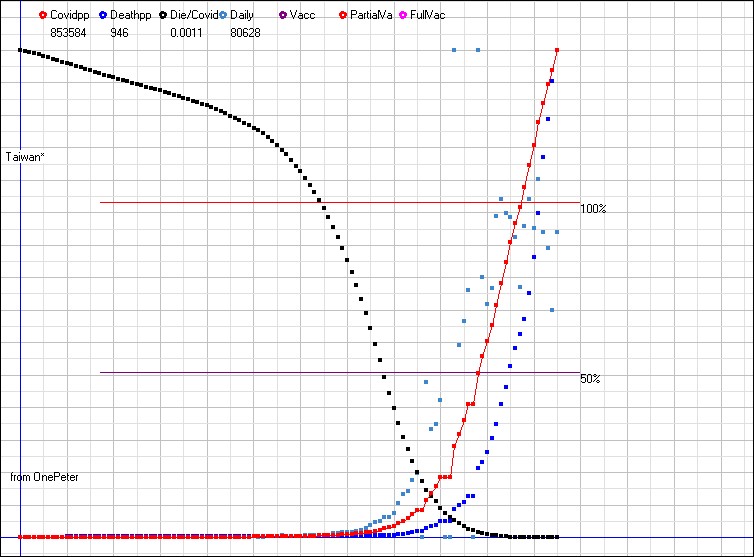 Covidpp Deathpp Die/Covid Daily Vacc PartialVa FullVac
853584 946 0.0011 80628
Taiwan*
100%
50%
from OnePeter